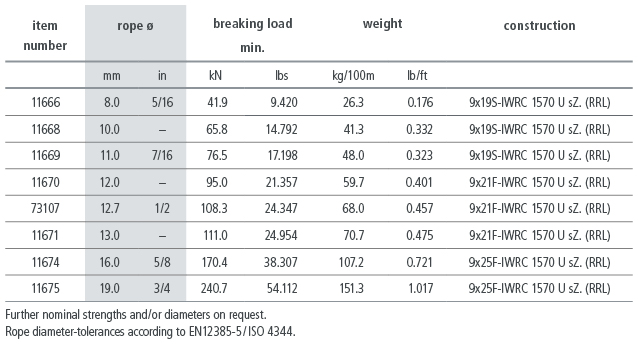 item number rope ø breaking load min. weight construction
mm in kN lbs kg/100m lb/ft
11666 8.0 5/16 41.9 9.420 26.3 0.176 9x19S-IWRC 1570 U sZ. (RRL)
11668 10.0 – 65.8 14.792 41.3 0.332 9x19S-IWRC 1570 U sZ. (RRL)
11669 11.0 7/16 76.5 17.198 48.0 0.323 9x19S-IWRC 1570 U sZ. (RRL)
11670 12.0 – 95.0 21.357 59.7 0.401 9x21F-IWRC 1570 U sZ. (RRL)
73107 12.7 1/2 108.3 24.347 68.0 0.457 9x21F-IWRC 1570 U sZ. (RRL)
11671 13.0 – 111.0 24.954 70.7 0.475 9x21F-IWRC 1570 U sZ. (RRL)
11674 16.0 5/8 170.4 38.307 107.2 0.721 9x25F-IWRC 1570 U sZ. (RRL)
11675 19.0 3/4 240.7 54.112 151.3 1.017 9x25F-IWRC 1570 U sZ. (RRL)
Further nominal strengths and/or diameters on request.
Rope diameter-tolerances according to EN12385-5/ISO 4344.